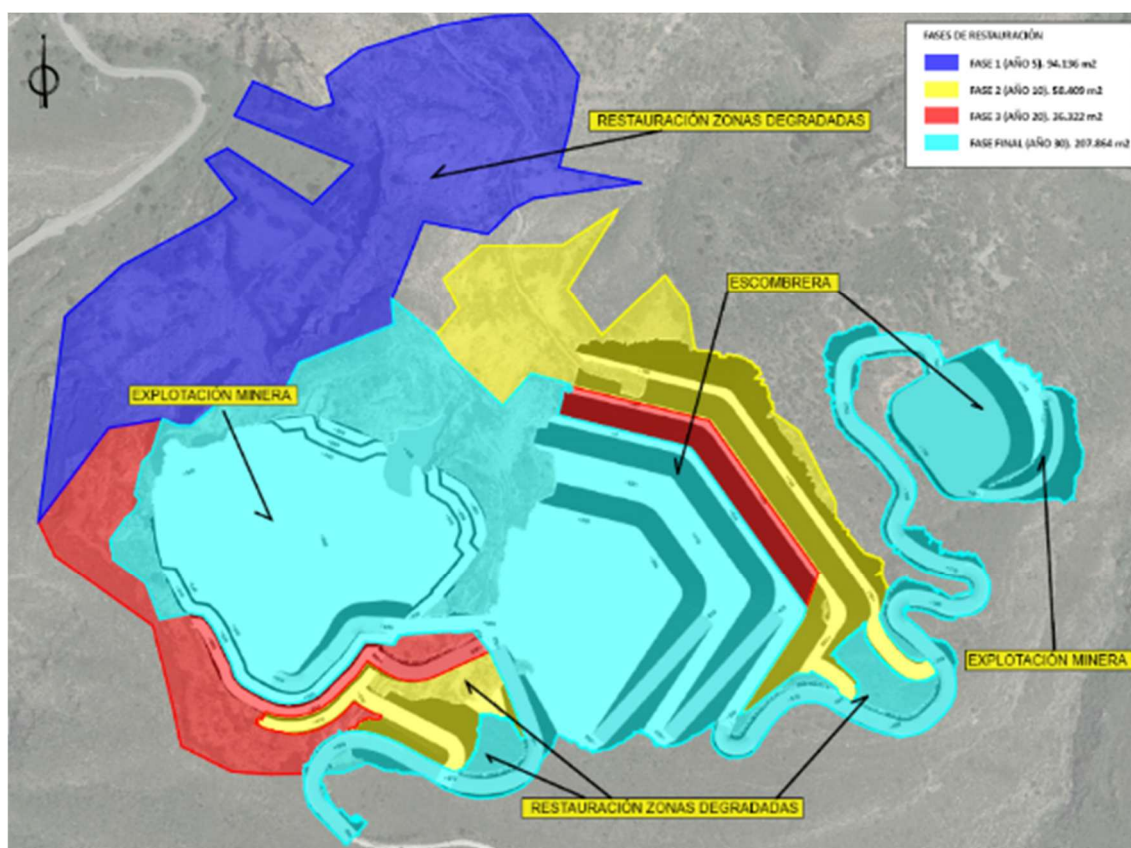 FASES DE RESTAURACIÓN
FASE 1 (AÑO 5). 94.196 m2
FASE 2 (AÑO 10). 58.409 m2
FASE 3 (AÑO 20). 36.322 m2
FASE FINAL (AÑO 30). 207.864 m2
RESTAURACIÓN ZONAS DEGRADADAS
ESCOMBRERA
EXPLOTACIÓN MINERA
EXPLOTACIÓN MINERA
RESTAURACIÓN ZONAS DEGRADADAS